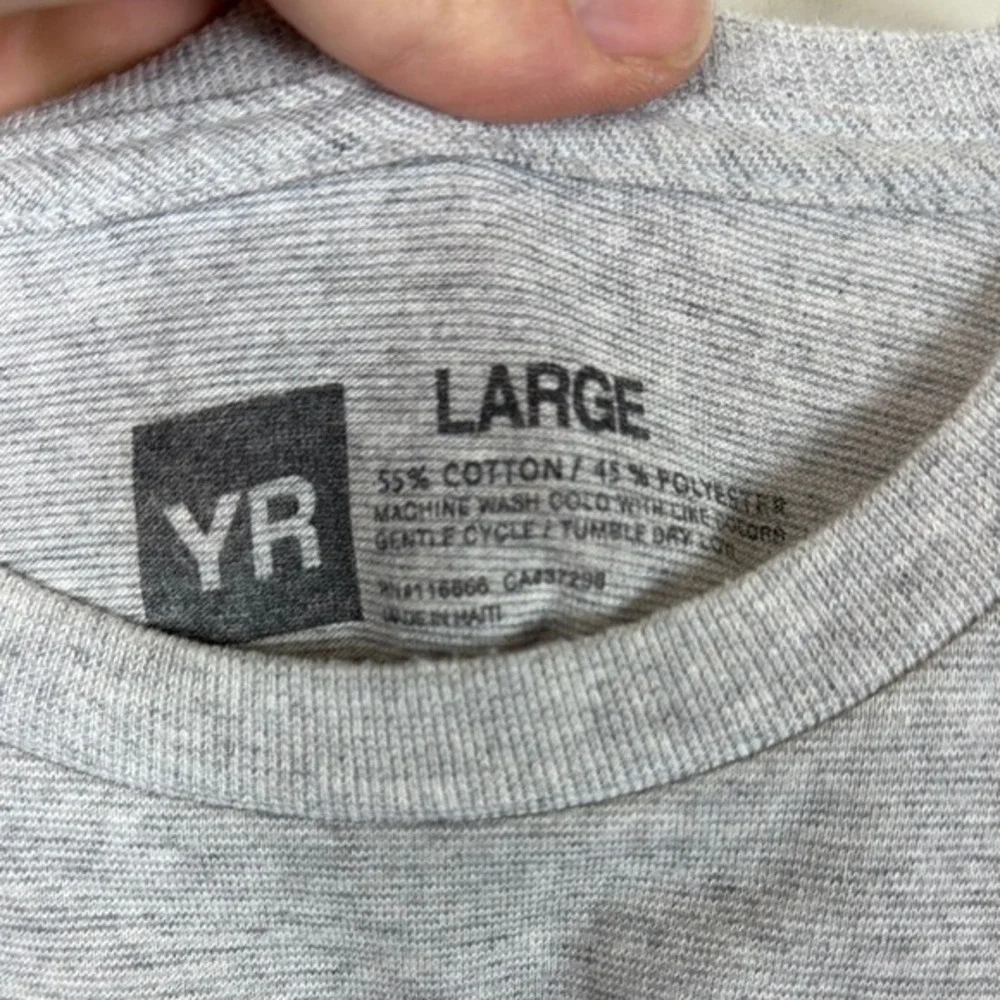 YR
LARGE
55% COTTON / 45% POLYESTER
MACHINE WASH COLD WITH LIKE COLORS
GENTLE CYCLE / TUMBLE DRY LOW
RN#116666 CA#37298
MADE IN HAITI